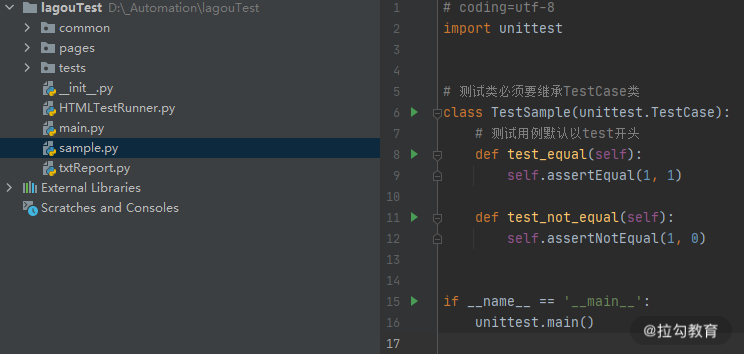 lagouTest D:\_Automation\lagouTest
common
pages
tests
__init__.py
HTMLTestRunner.py
main.py
sample.py
txtReport.py
External Libraries
Scratches and Consoles
1 # coding=utf-8
2 import unittest
3
4
5 # 测试类必须要继承TestCase类
6 class TestSample(unittest.TestCase):
7 # 测试用例默认以test开头
8 def test_equal(self):
9 self.assertEqual(1, 1)
10
11 def test_not_equal(self):
12 self.assertNotEqual(1, 0)
13
14
15 if __name__ == '__main__':
16 unittest.main()
17
@拉勾教育